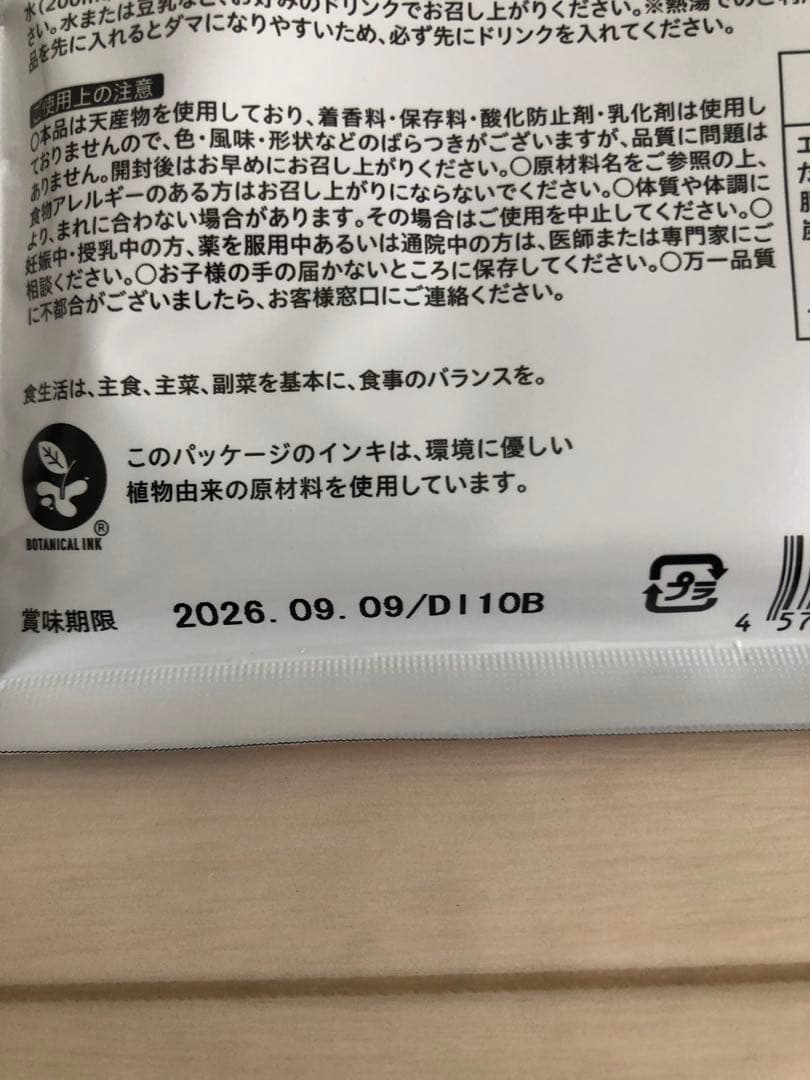 水(200m
さい。水または豆乳など、お好みのドリンクでお召し上がりください。※熱湯でのご利
品を先に入れるとダマになりやすいため、必ず先にドリンクを入れてください。
ご使用上の注意
○本品は天産物を使用しており、着香料・保存料・酸化防止剤・乳化剤は使用し
ておりませんので、色・風味・形状などのばらつきがございますが、品質に問題は
ありません。開封後はお早めにお召し上がりください。○原材料名をご参照の上、
食物アレルギーのある方はお召し上がりにならないでください。○体質や体調に
より、まれに合わない場合があります。その場合はご使用を中止してください。○
妊娠中・授乳中の方、薬を服用中あるいは通院中の方は、医師または専門家にご
相談ください。○お子様の手の届かないところに保存してください。○万一品質
に不都合がございましたら、お客様窓口にご連絡ください。
食生活は、主食、主菜、副菜を基本に、食事のバランスを。
このパッケージのインキは、環境に優しい
植物由来の原材料を使用しています。
®
BOTANICAL INK
賞味期限 2026.09.09/DI10B
プラ
4 57